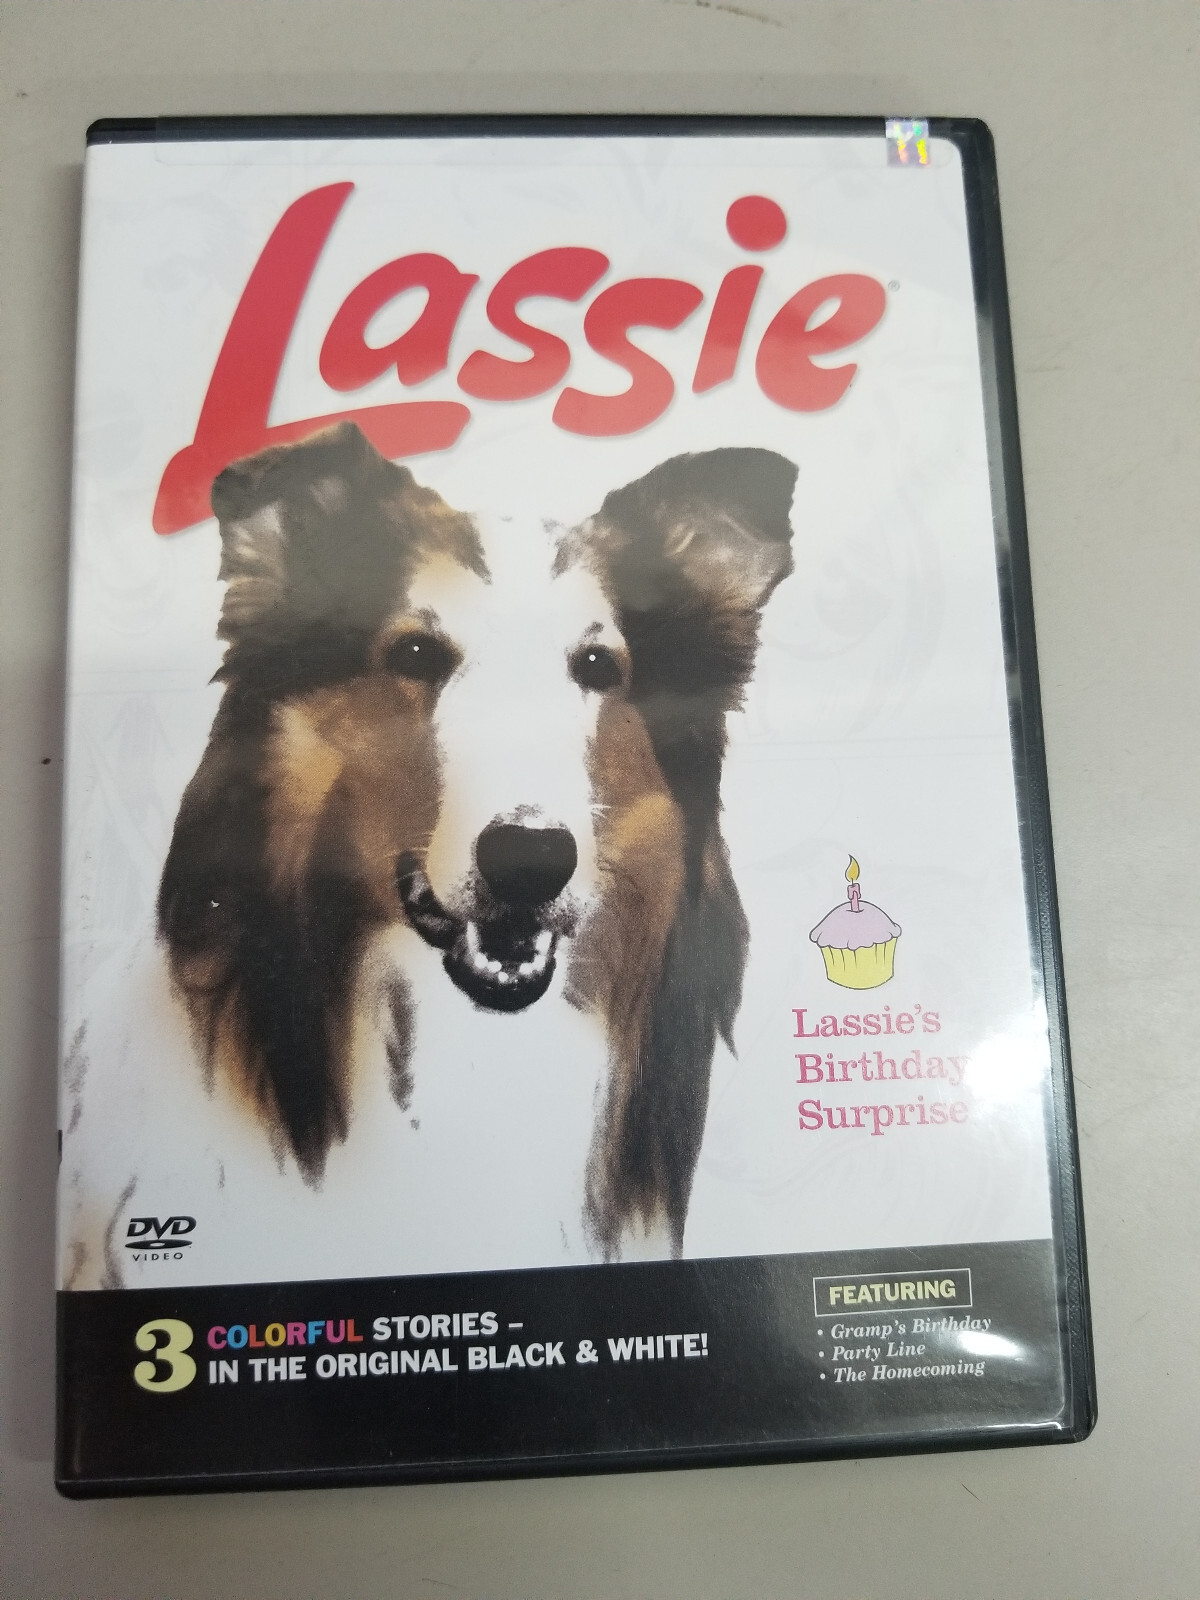 Lassie®
Lassie's
Birthday
Surprise
DVD
VIDEO
3 COLORFUL STORIES –
IN THE ORIGINAL BLACK & WHITE!
FEATURING
• Gramp's Birthday
• Party Line
• The Homecoming